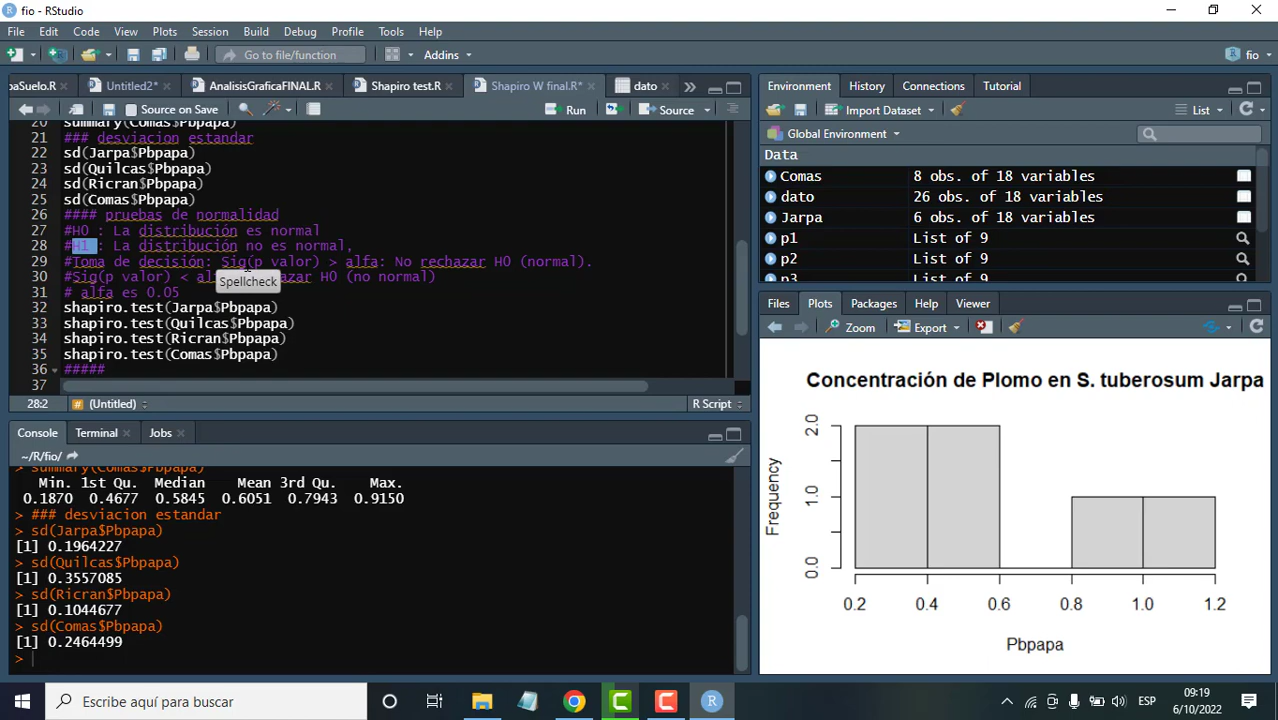 fio - RStudio
File Edit Code View Plots Session Build Debug Profile Tools Help
Go to file/function Addins fio
paSuelo.R Untitled2* AnalisisGraficaFINAL.R Shapiro test.R Shapiro W final.R* dato
Source on Save Run Source
20 summary(Comas$Pbpapa)
21 ### desviacion estandar
22 sd(Jarpa$Pbpapa)
23 sd(Quilcas$Pbpapa)
24 sd(Ricran$Pbpapa)
25 sd(Comas$Pbpapa)
26 #### pruebas de normalidad
27 #H0 : La distribución es normal
28 #H1 : La distribución no es normal,
29 #Toma de decisión: Sig(p valor) > alfa: No rechazar H0 (normal).
30 #Sig(p valor) < al azar H0 (no normal)
Spellcheck
31 # alfa es 0.05
32 shapiro.test(Jarpa$Pbpapa)
33 shapiro.test(Quilcas$Pbpapa)
34 shapiro.test(Ricran$Pbpapa)
35 shapiro.test(Comas$Pbpapa)
36 #####
37
28:2 # (Untitled) R Script
Console Terminal Jobs
~/R/fio/
> summary(Comas$Pbpapa)
Min. 1st Qu. Median Mean 3rd Qu. Max.
0.1870 0.4677 0.5845 0.6051 0.7943 0.9150
> ### desviacion estandar
> sd(Jarpa$Pbpapa)
[1] 0.1964227
> sd(Quilcas$Pbpapa)
[1] 0.3557085
> sd(Ricran$Pbpapa)
[1] 0.1044677
> sd(Comas$Pbpapa)
[1] 0.2464499
>
Environment History Connections Tutorial
Import Dataset List
R Global Environment
Data
Comas 8 obs. of 18 variables
dato 26 obs. of 18 variables
Jarpa 6 obs. of 18 variables
p1 List of 9
p2 List of 9
p3 List of 9
Files Plots Packages Help Viewer
Zoom Export
Concentración de Plomo en S. tuberosum Jarpa
Frequency
2.0
1.0
0.0
0.2 0.4 0.6 0.8 1.0 1.2
Pbpapa
Escribe aquí para buscar
ESP
09:19
6/10/2022